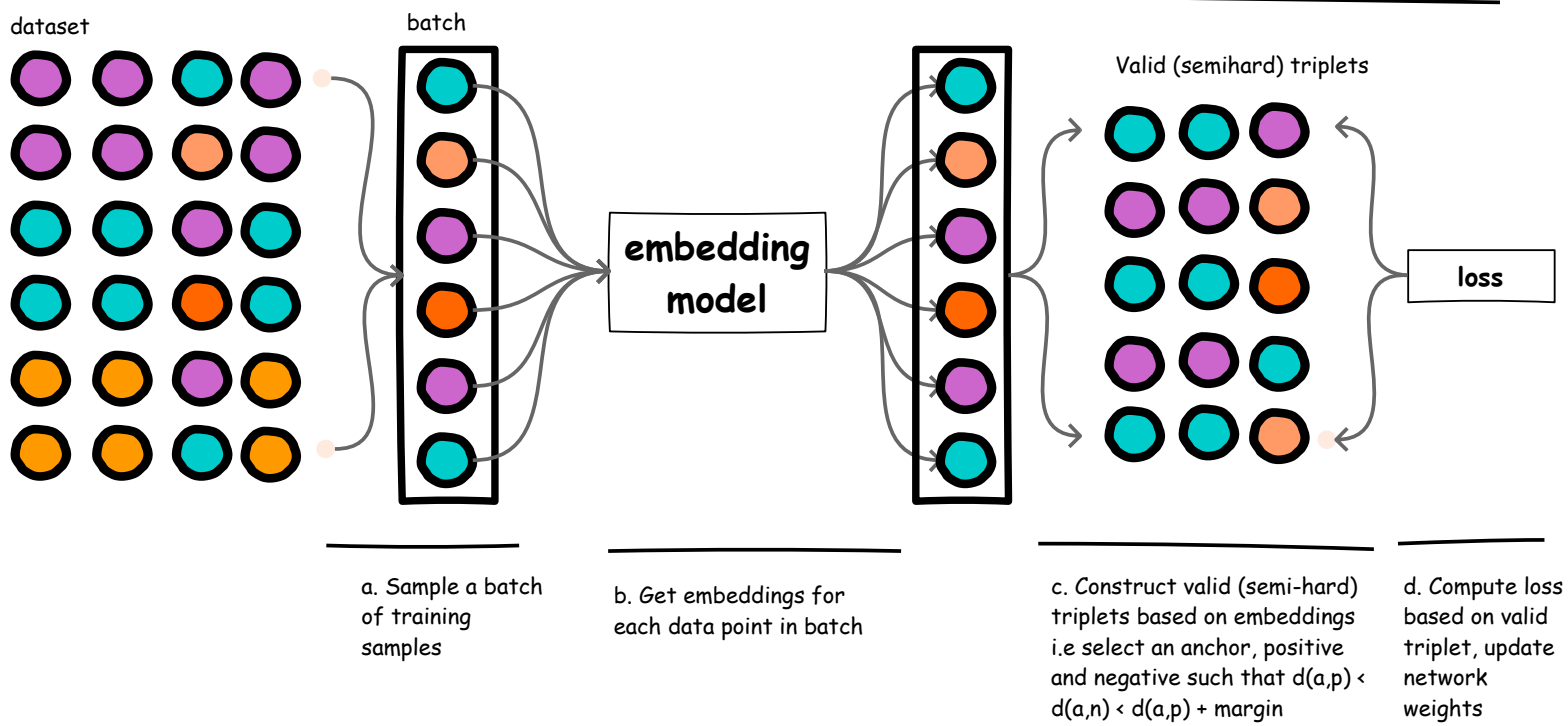 dataset
batch
Valid (semihard) triplets
embedding
model
loss
a. Sample a batch
of training
samples
b. Get embeddings for
each data point in batch
c. Construct valid (semi-hard)
triplets based on embeddings
i.e select an anchor, positive
and negative such that d(a,p) <
d(a,n) < d(a,p) + margin
d. Compute loss
based on valid
triplet, update
network
weights